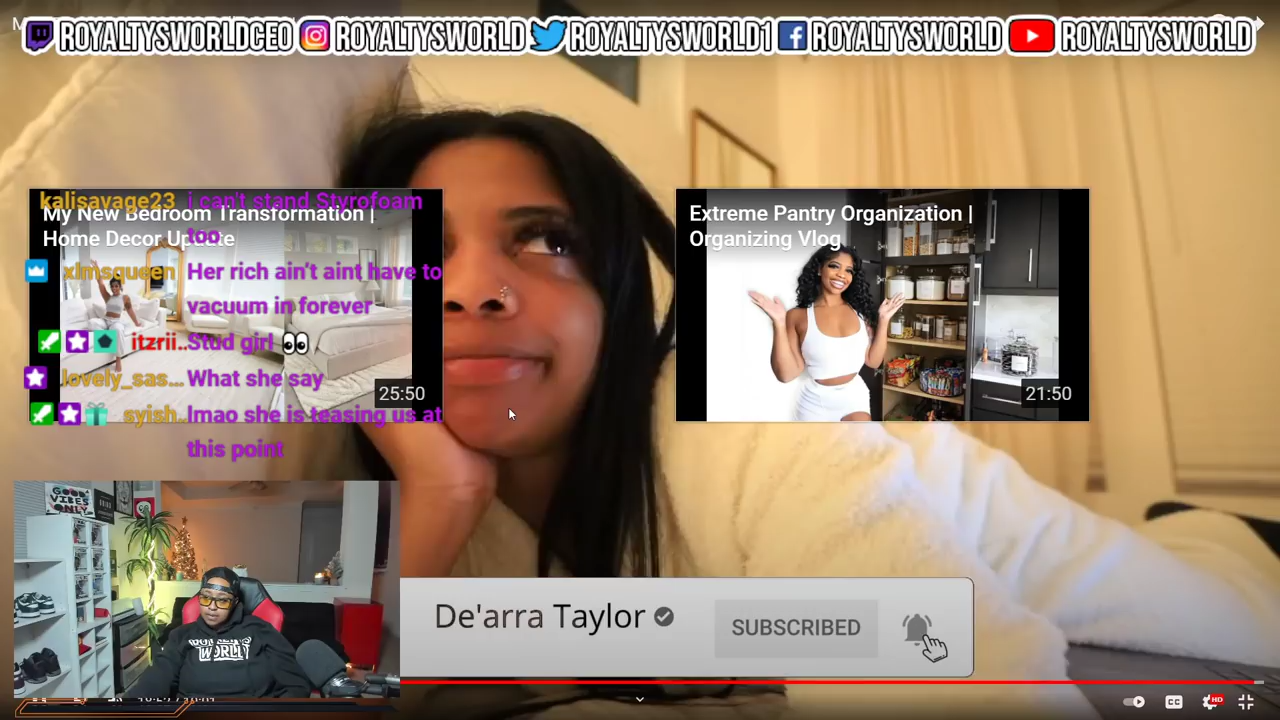 ROYALTYSWORLDCEO ROYALTYSWORLD ROYALTYSWORLD1 ROYALTYSWORLD ROYALTYSWORLD
My New Bedroom Transformation |
Home Decor Update
25:50
Extreme Pantry Organization |
Organizing Vlog
21:50
kalisavage23 i can't stand Styrofoam
too
xlmsqueen Her rich ain't aint have to
vacuum in forever
itzrii.. Stud girl 👀
lovely_sas... What she say
syish.. lmao she is teasing us at
this point
GOOD
VIBES
ONLY
WORLD
De'arra Taylor
SUBSCRIBED
CC
HD